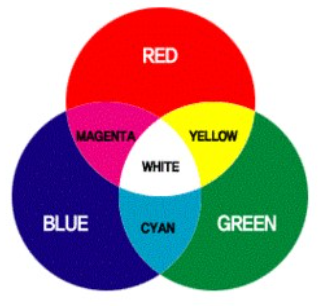 RED
MAGENTA
YELLOW
WHITE
BLUE
CYAN
GREEN